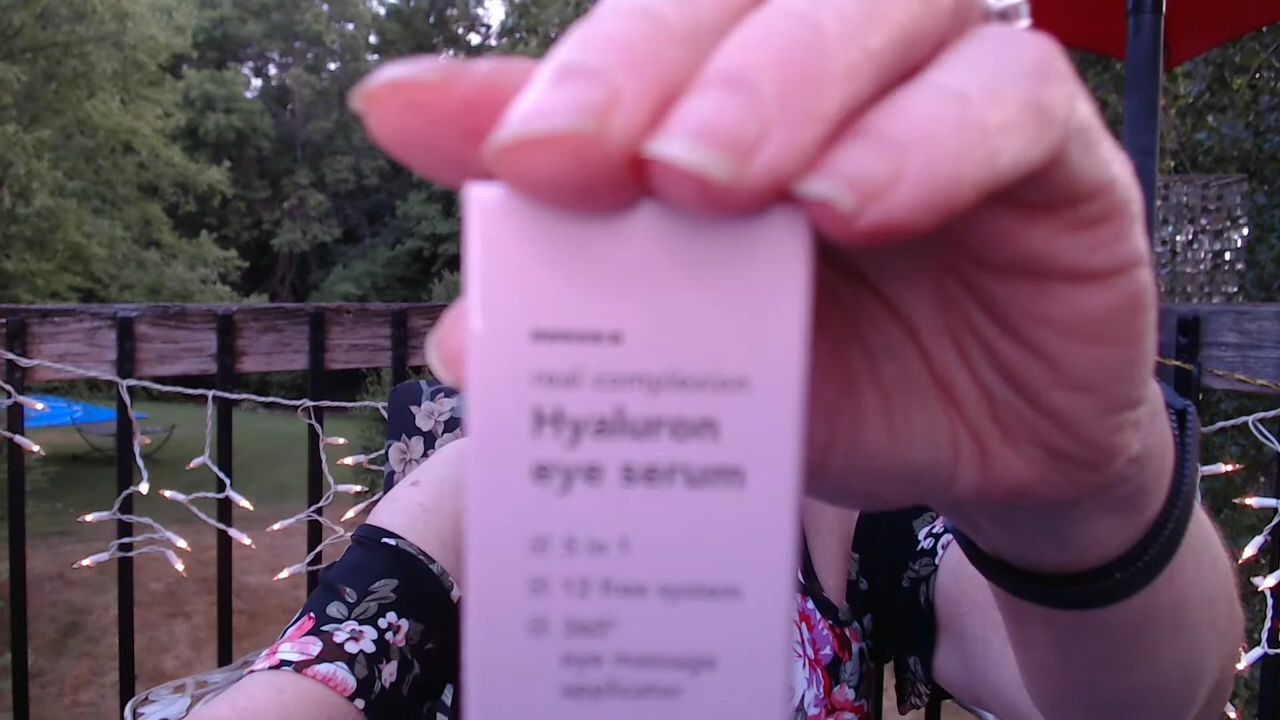 real complexion
Hyaluron
eye serum
5 in 1
12 free system
360°
eye massage
applicator